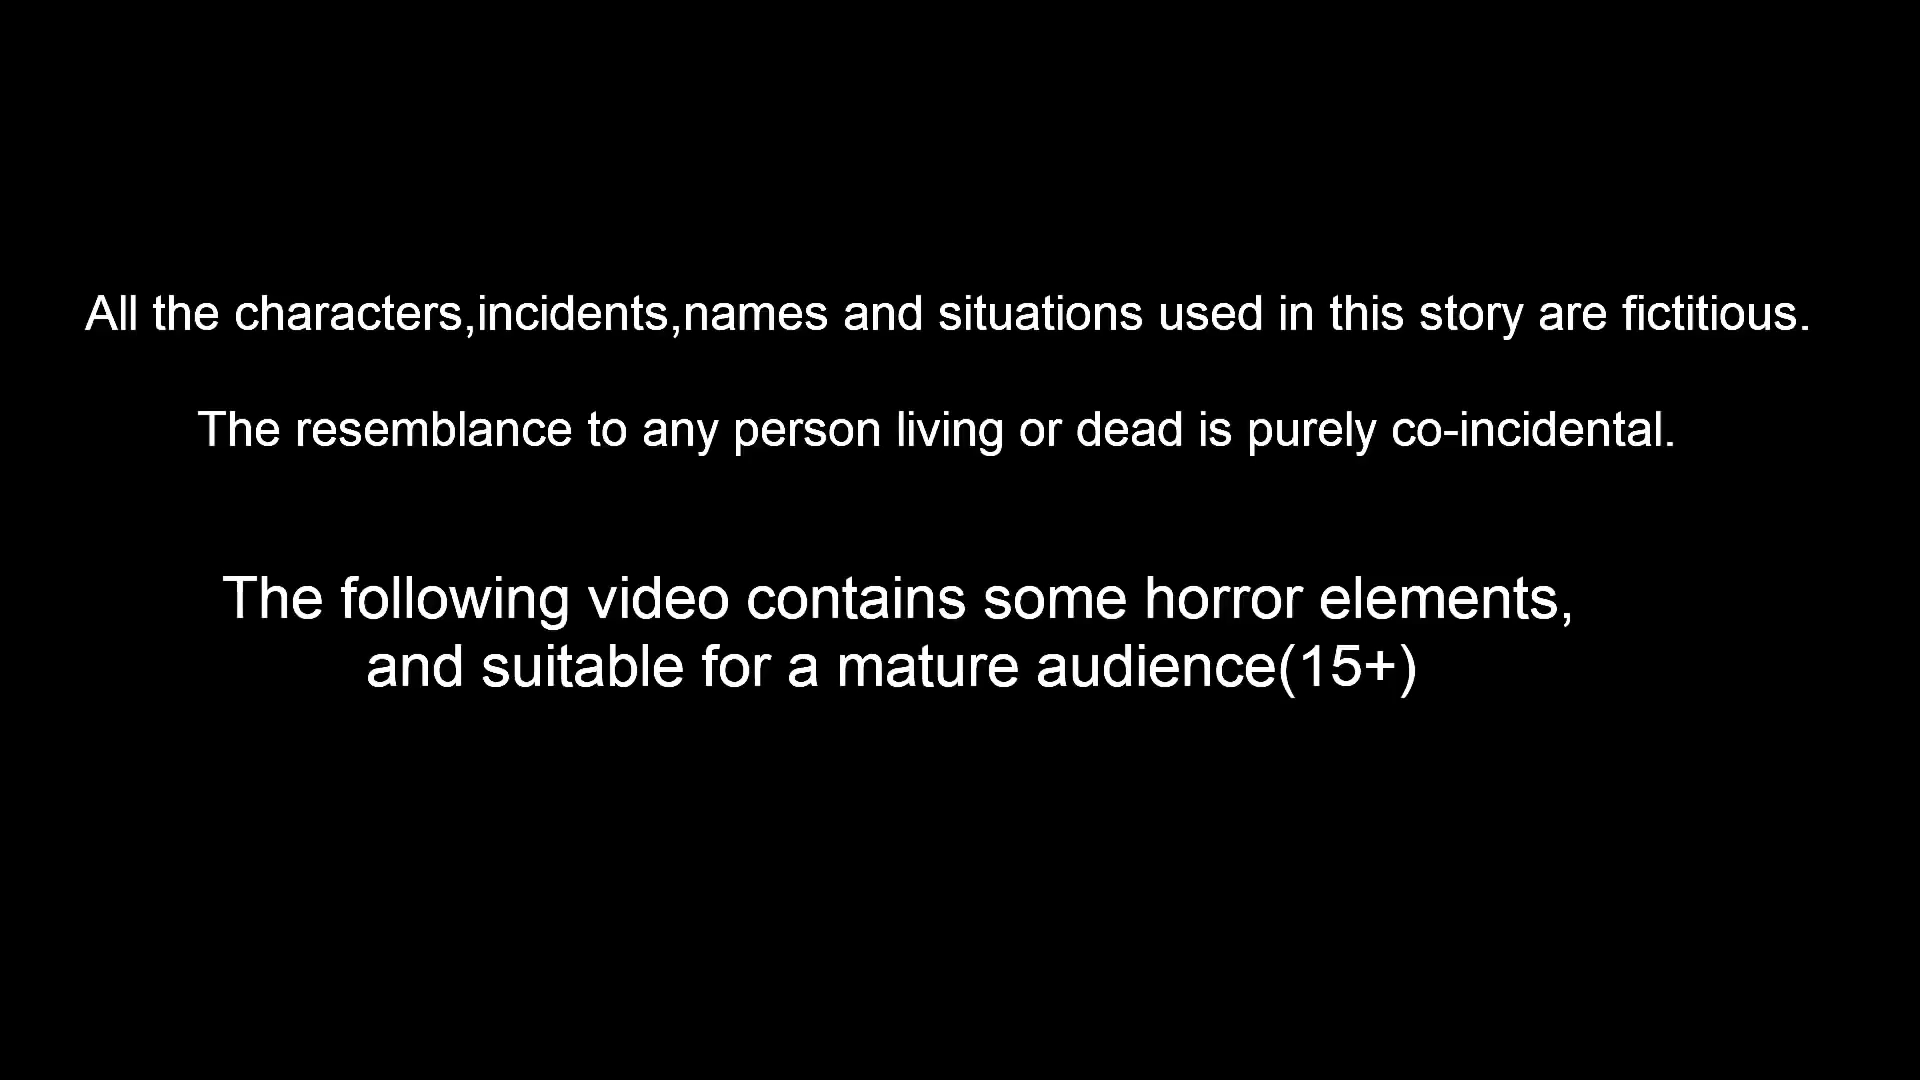 All the characters,incidents,names and situations used in this story are fictitious.
The resemblance to any person living or dead is purely co-incidental.
The following video contains some horror elements,
and suitable for a mature audience(15+)